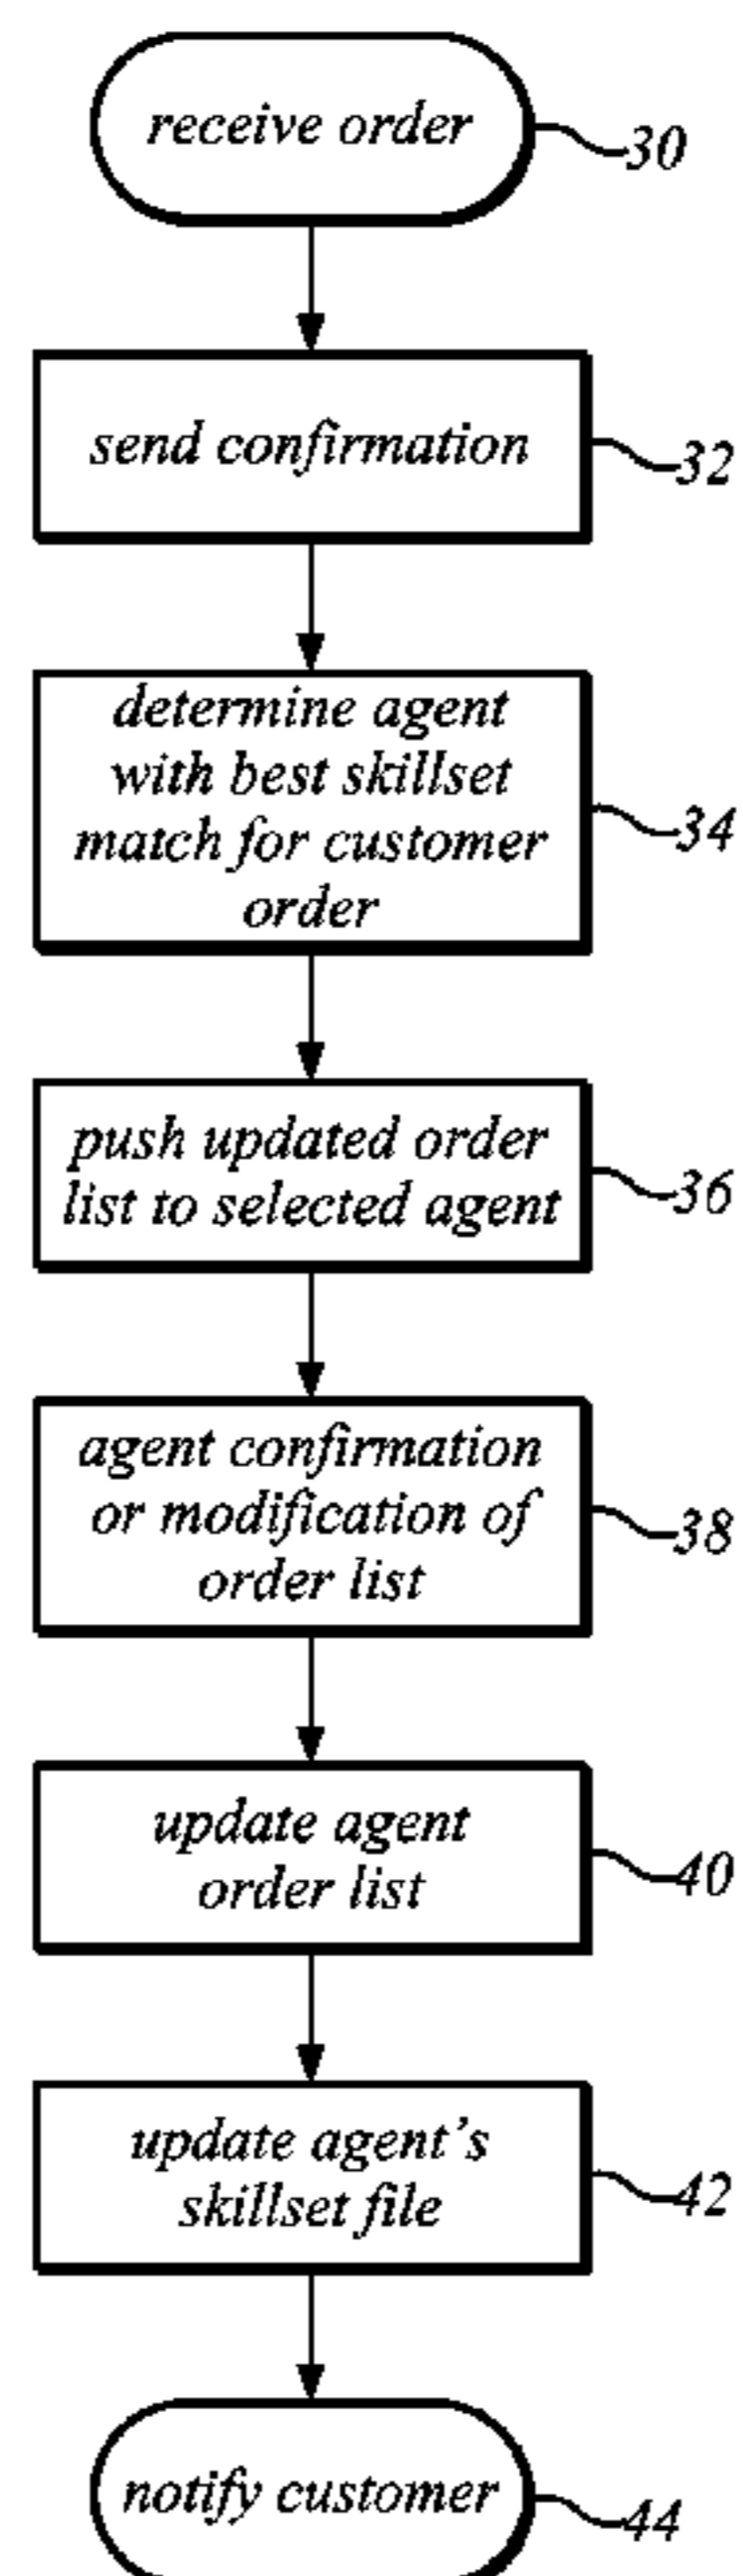 receive order
30
send confirmation
32
determine agent
with best skillset
match for customer
order
34
push updated order
list to selected agent
36
agent confirmation
or modification of
order list
38
update agent
order list
40
update agent's
skillset file
42
notify customer
44